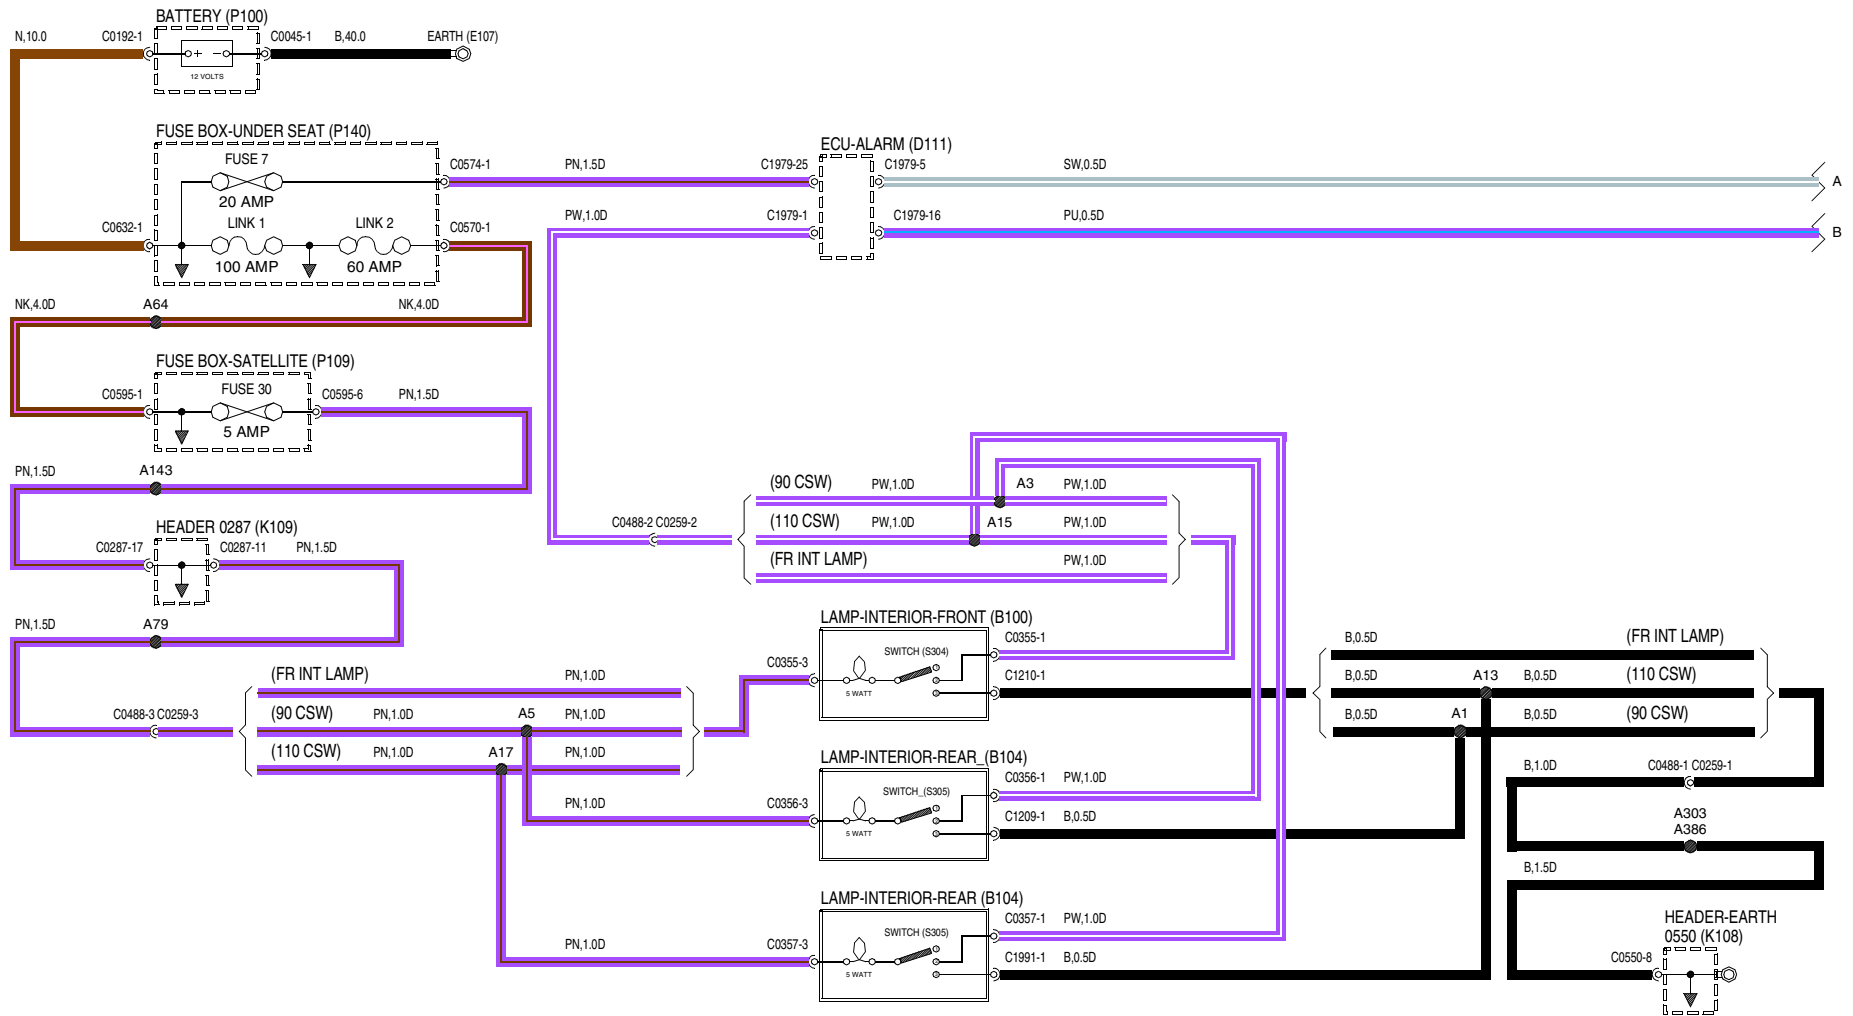 BATTERY (P100)
N,10.0
C0192-1
C0045-1
B,40.0
EARTH (E107)
+ −
12 VOLTS
FUSE BOX-UNDER SEAT (P140)
FUSE 7
20 AMP
C0574-1
PN,1.5D
C0632-1
LINK 1
100 AMP
LINK 2
60 AMP
C0570-1
ECU-ALARM (D111)
C1979-25
C1979-5
SW,0.5D
A
PW,1.0D
C1979-1
C1979-16
PU,0.5D
B
NK,4.0D
A64
NK,4.0D
FUSE BOX-SATELLITE (P109)
C0595-1
FUSE 30
5 AMP
C0595-6
PN,1.5D
PN,1.5D
A143
HEADER 0287 (K109)
C0287-17
C0287-11
PN,1.5D
PN,1.5D
A79
C0488-2 C0259-2
(90 CSW)
PW,1.0D
A3
PW,1.0D
(110 CSW)
PW,1.0D
A15
PW,1.0D
(FR INT LAMP)
PW,1.0D
C0488-3 C0259-3
(FR INT LAMP)
PN,1.0D
(90 CSW)
PN,1.0D
A5
PN,1.0D
(110 CSW)
PN,1.0D
A17
PN,1.0D
PN,1.0D
PN,1.0D
LAMP-INTERIOR-FRONT (B100)
C0355-3
SWITCH (S304)
5 WATT
1
2
3
C0355-1
C1210-1
LAMP-INTERIOR-REAR_(B104)
C0356-3
SWITCH_(S305)
5 WATT
1
2
3
C0356-1
PW,1.0D
C1209-1
B,0.5D
LAMP-INTERIOR-REAR (B104)
C0357-3
SWITCH (S305)
5 WATT
1
2
3
C0357-1
PW,1.0D
C1991-1
B,0.5D
B,0.5D
(FR INT LAMP)
B,0.5D
A13
B,0.5D
(110 CSW)
B,0.5D
A1
B,0.5D
(90 CSW)
B,1.0D
C0488-1 C0259-1
A303
A386
B,1.5D
HEADER-EARTH
0550 (K108)
C0550-8